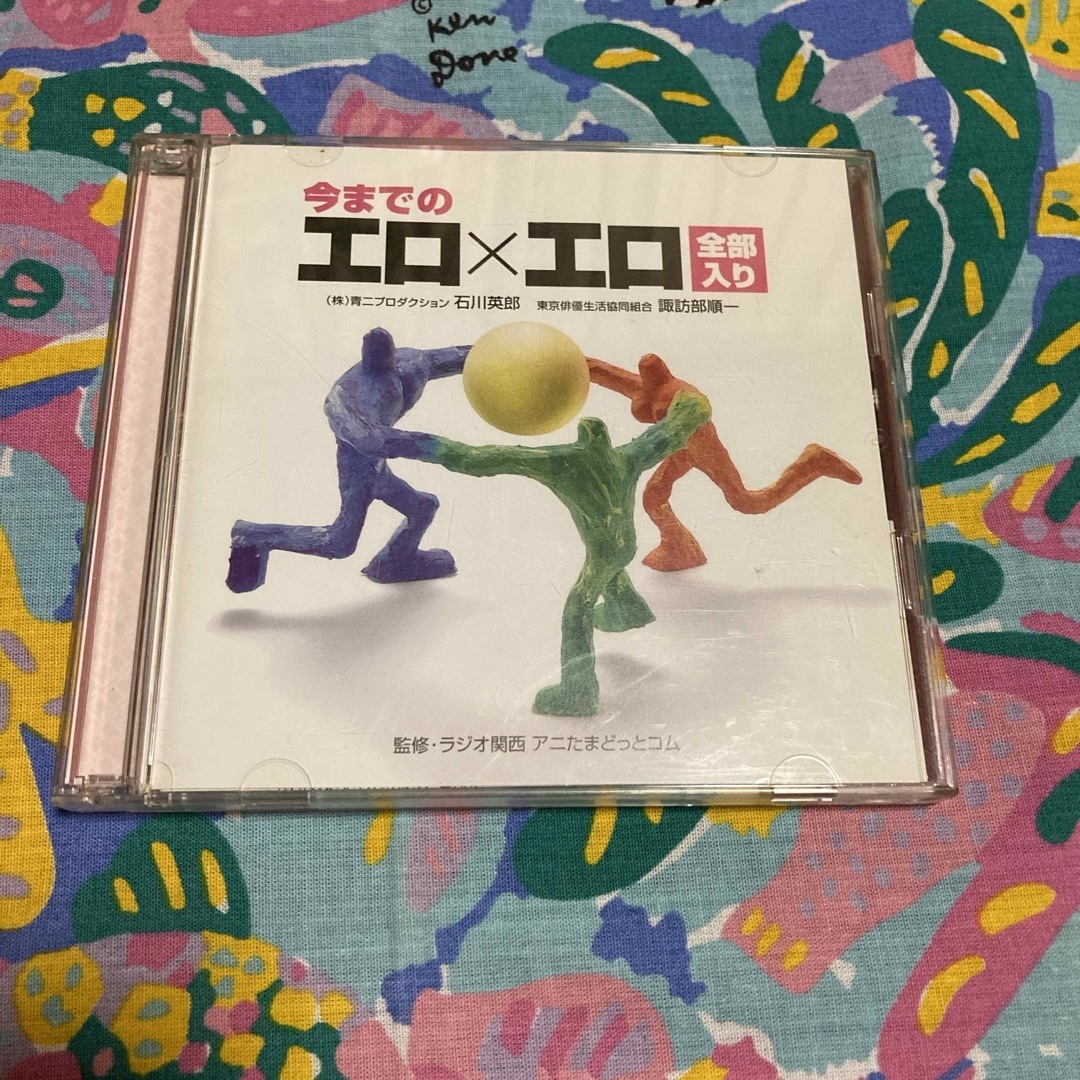 © Ken
Done
今までの
エロ×エロ 全部入り
(株)青二プロダクション 石川英郎 東京俳優生活協同組合 諏訪部順一
監修・ラジオ関西 アニたまどっとコム